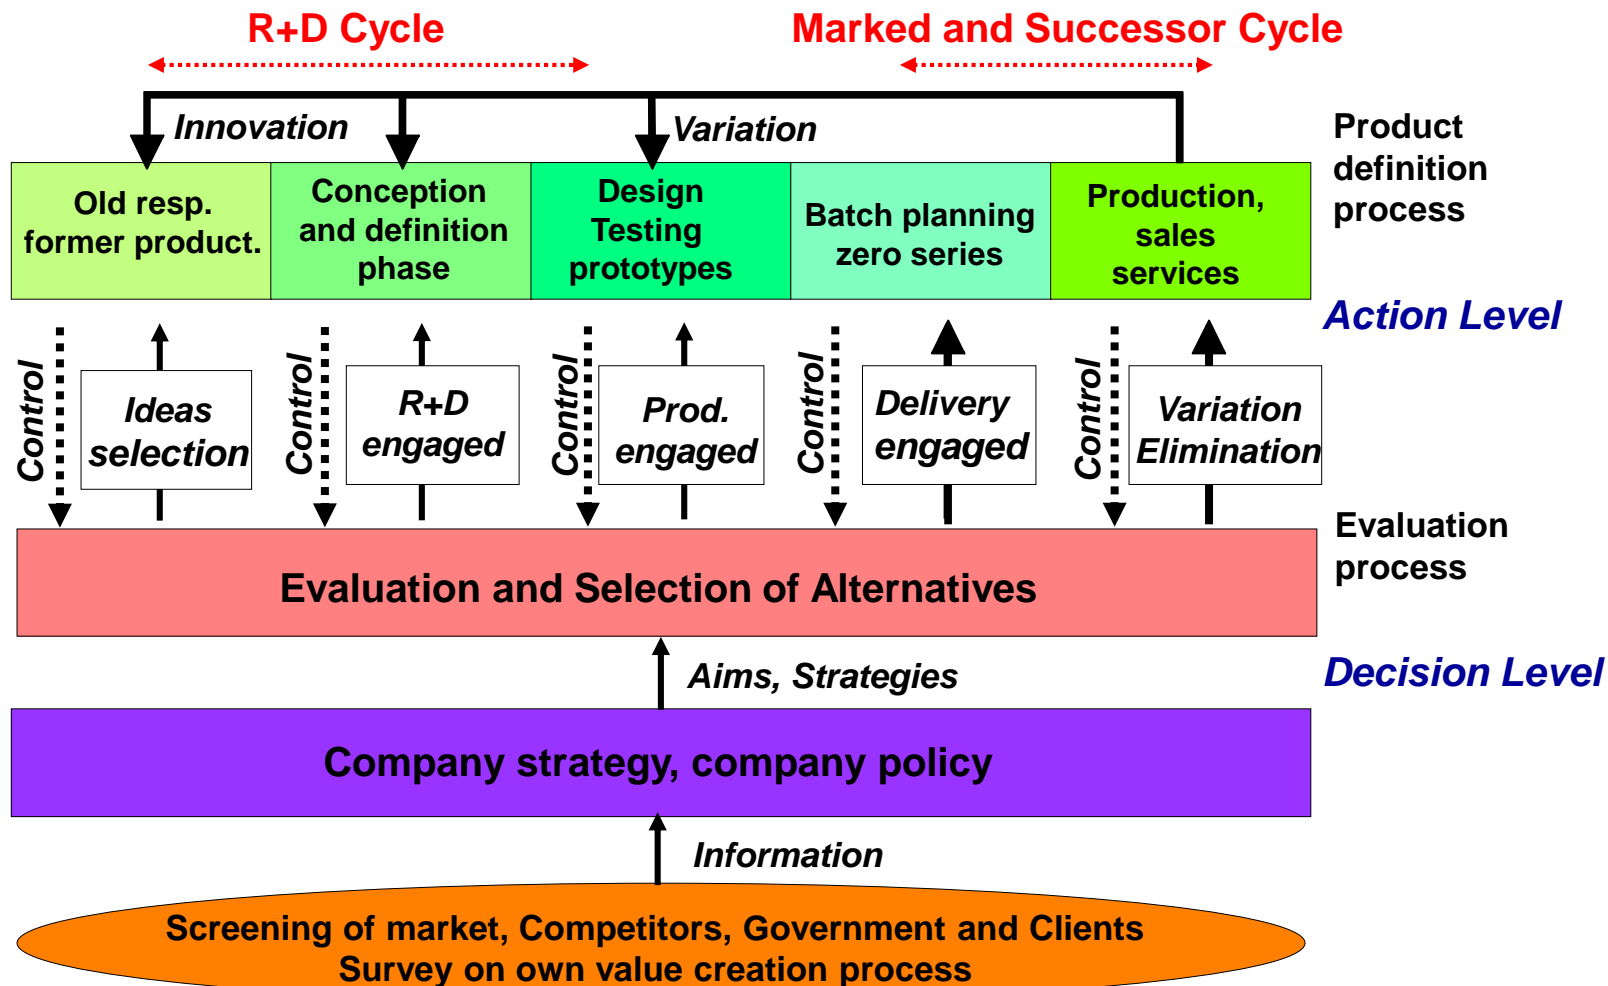 R+D Cycle
Marked and Successor Cycle
Innovation
Variation
Product
definition
process
Old resp.
former product.
Conception
and definition
phase
Design
Testing
prototypes
Batch planning
zero series
Production,
sales
services
Action Level
Control
Ideas
selection
Control
R+D
engaged
Control
Prod.
engaged
Control
Delivery
engaged
Control
Variation
Elimination
Evaluation
process
Evaluation and Selection of Alternatives
Aims, Strategies
Decision Level
Company strategy, company policy
Information
Screening of market, Competitors, Government and Clients
Survey on own value creation process